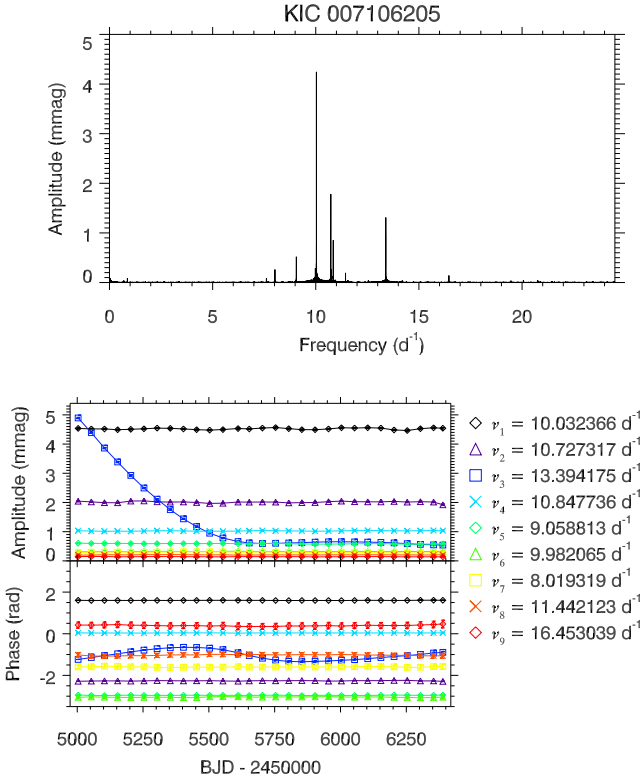 KIC 007106205
5
4
3
2
1
0
Amplitude (mmag)
0 5 10 15 20
Frequency (d⁻¹)
5
4
3
2
1
0
Amplitude (mmag)
2
0
-2
Phase (rad)
5000 5250 5500 5750 6000 6250
BJD - 2450000
ν₁ = 10.032366 d⁻¹
ν₂ = 10.727317 d⁻¹
ν₃ = 13.394175 d⁻¹
ν₄ = 10.847736 d⁻¹
ν₅ = 9.058813 d⁻¹
ν₆ = 9.982065 d⁻¹
ν₇ = 8.019319 d⁻¹
ν₈ = 11.442123 d⁻¹
ν₉ = 16.453039 d⁻¹